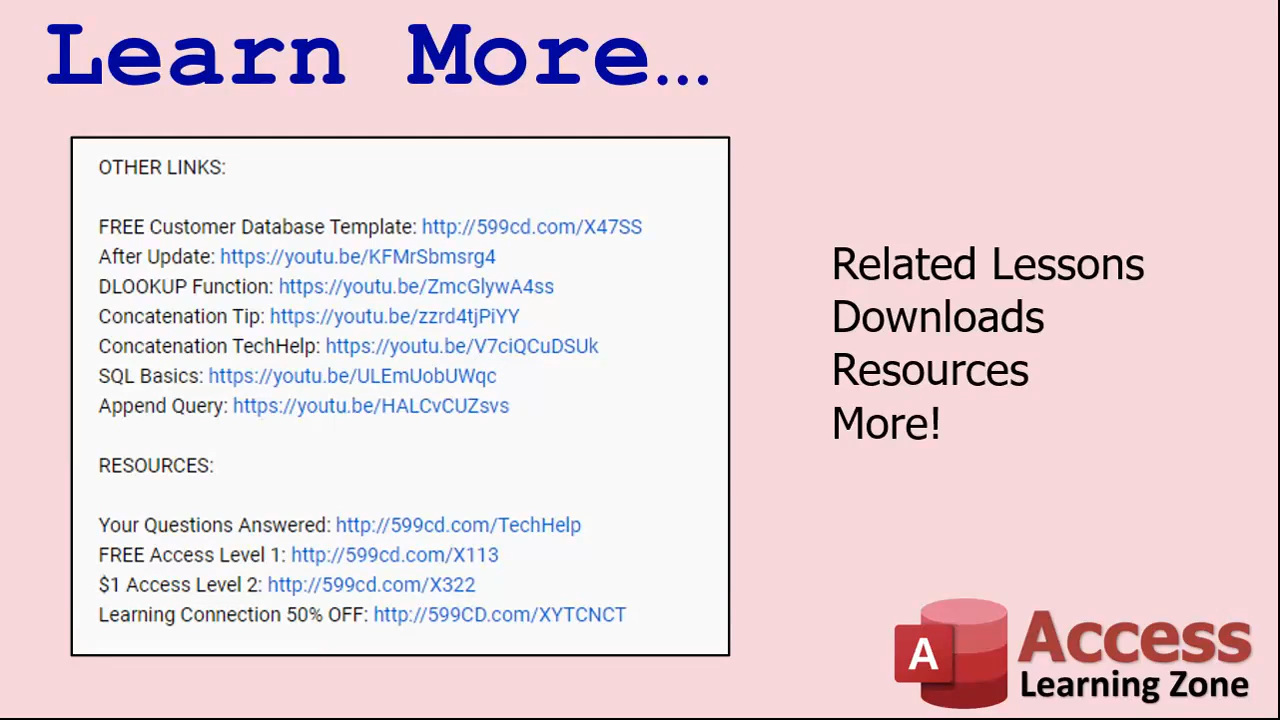 Learn More...
OTHER LINKS:
FREE Customer Database Template: http://599cd.com/X47SS
After Update: https://youtu.be/KFMrSbmsrg4
DLOOKUP Function: https://youtu.be/ZmcGlywA4ss
Concatenation Tip: https://youtu.be/zzrd4tjPiYY
Concatenation TechHelp: https://youtu.be/V7ciQCuDSUk
SQL Basics: https://youtu.be/ULEmUobUWqc
Append Query: https://youtu.be/HALCvCUZsvs
RESOURCES:
Your Questions Answered: http://599cd.com/TechHelp
FREE Access Level 1: http://599cd.com/X113
$1 Access Level 2: http://599cd.com/X322
Learning Connection 50% OFF: http://599CD.com/XYTCNCT
Related Lessons
Downloads
Resources
More!
A
Access
Learning Zone